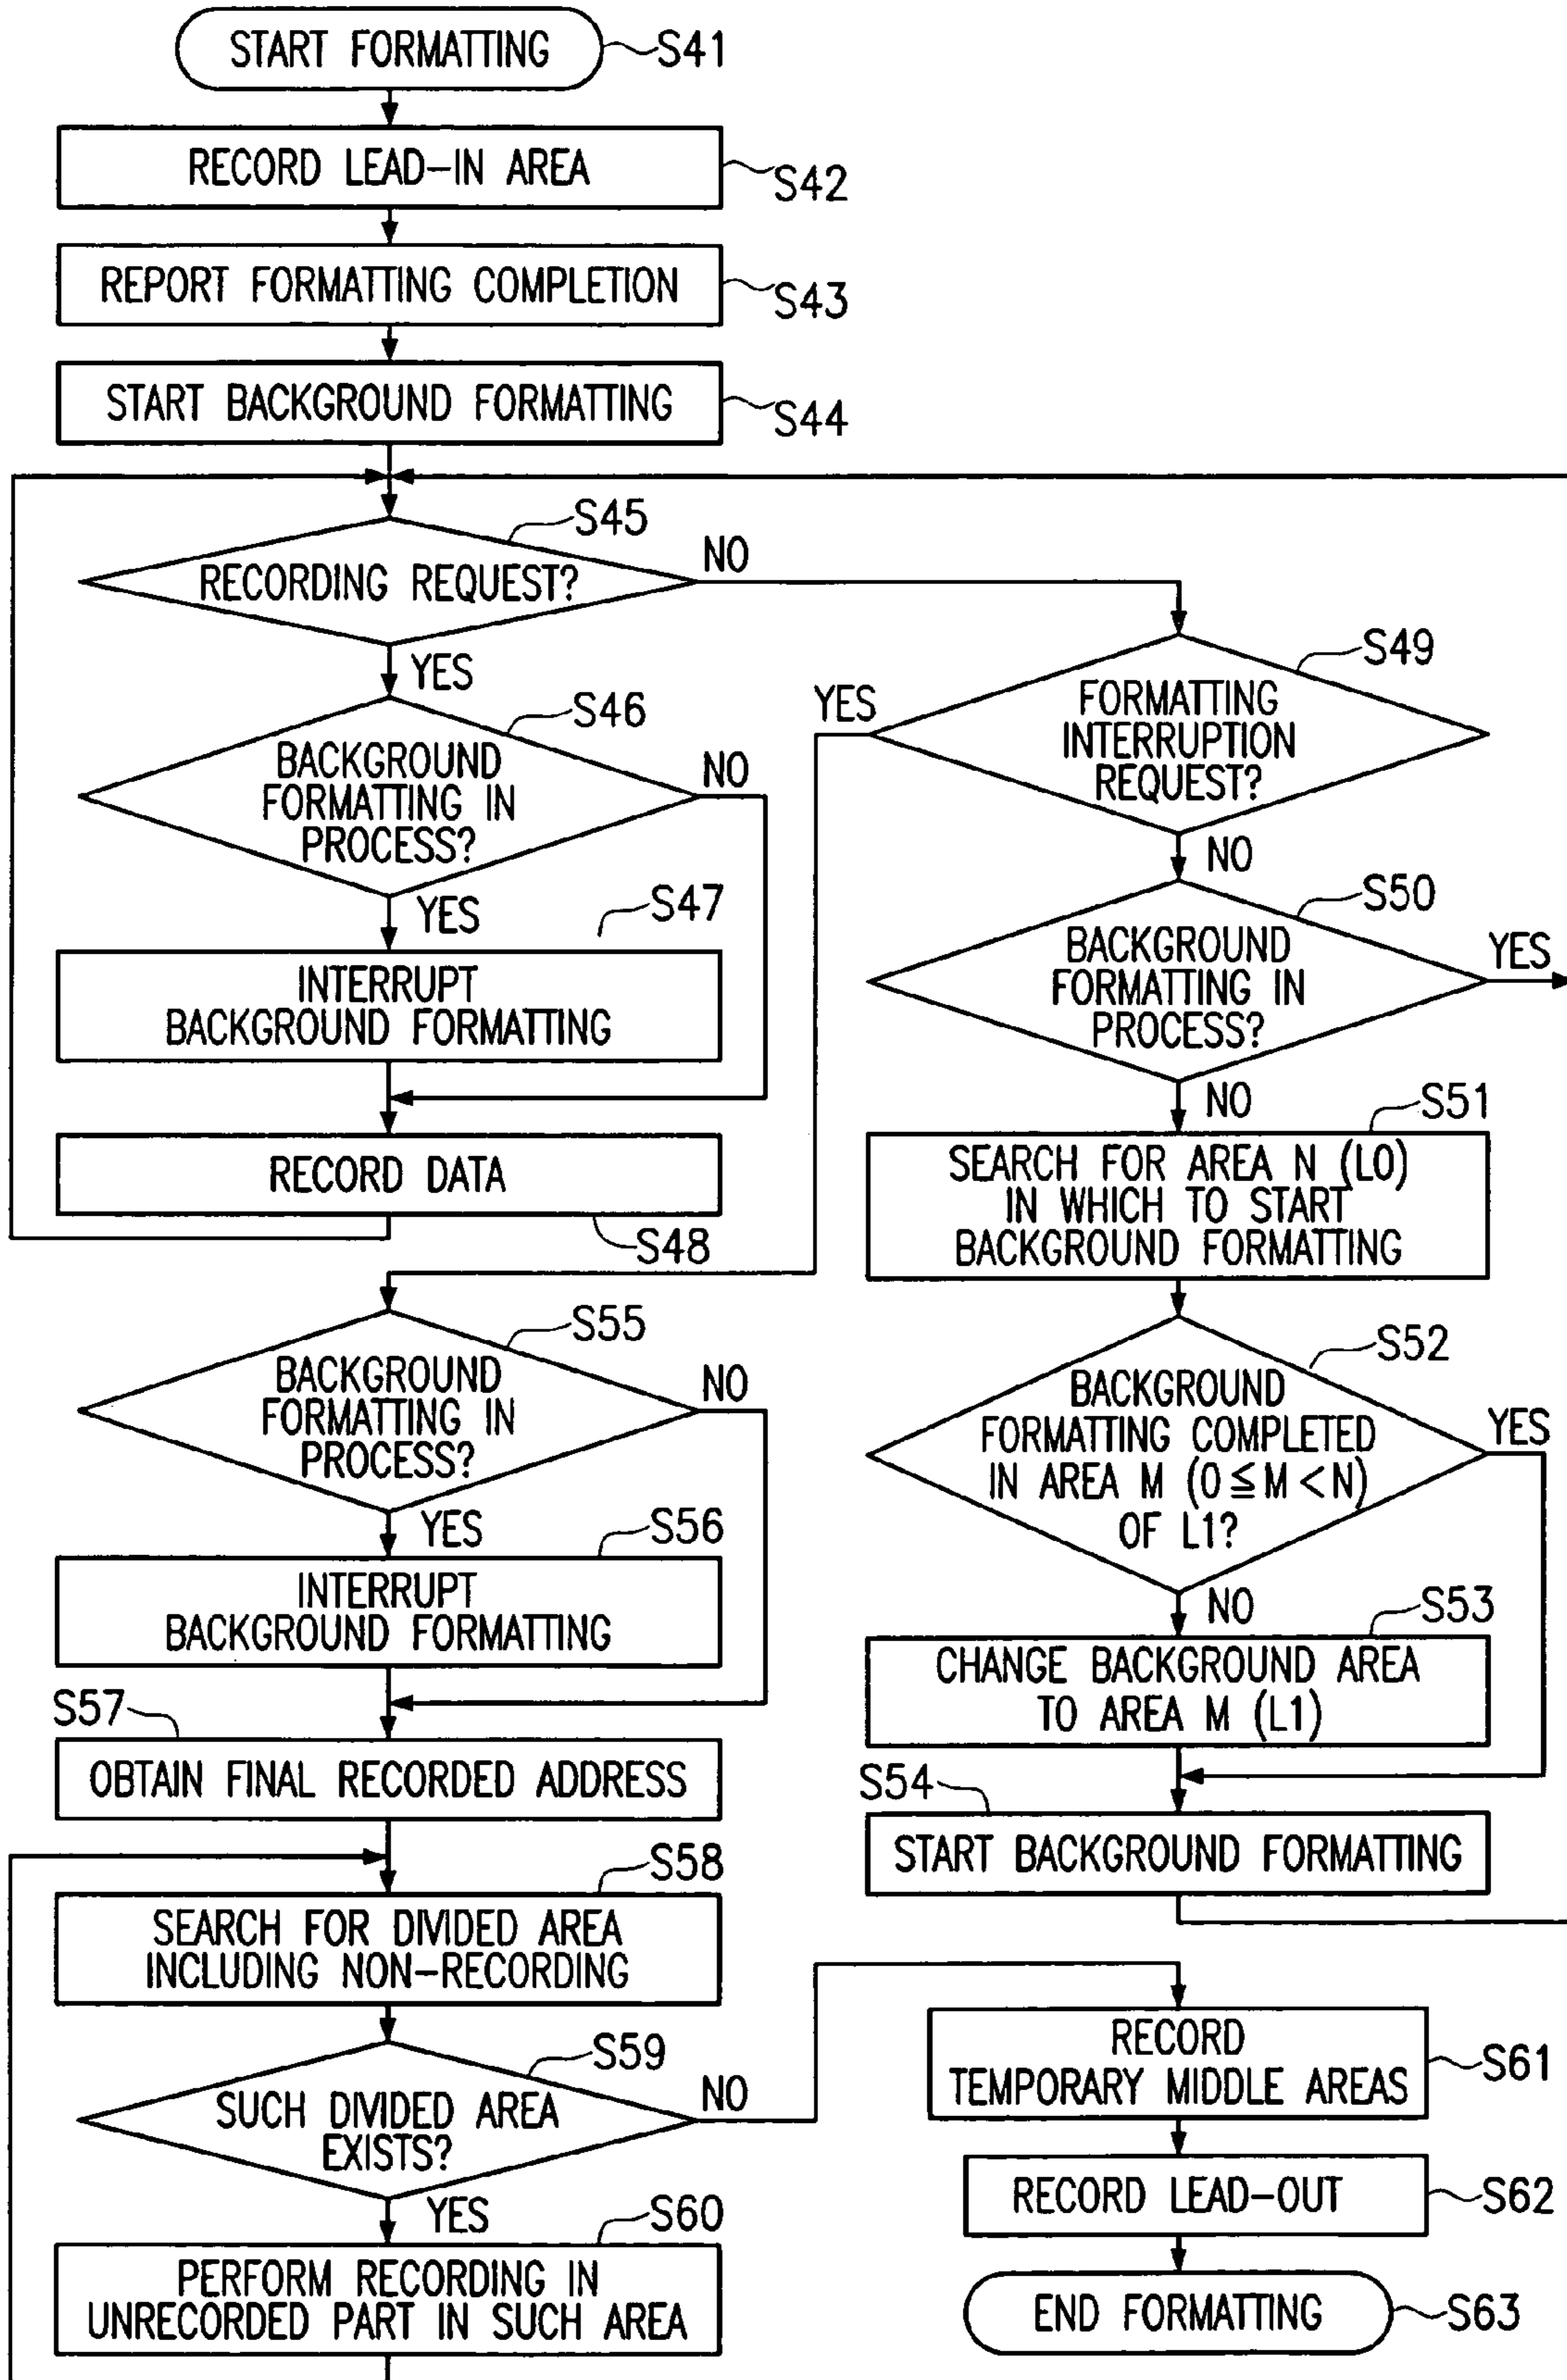 START FORMATTING
S41
RECORD LEAD-IN AREA
S42
REPORT FORMATTING COMPLETION
S43
START BACKGROUND FORMATTING
S44
S45
RECORDING REQUEST?
NO
YES
S46
BACKGROUND
FORMATTING IN
PROCESS?
NO
YES
S47
INTERRUPT
BACKGROUND FORMATTING
RECORD DATA
S48
S49
FORMATTING
INTERRUPTION
REQUEST?
YES
NO
S50
BACKGROUND
FORMATTING IN
PROCESS?
YES
NO
S51
SEARCH FOR AREA N (L0)
IN WHICH TO START
BACKGROUND FORMATTING
S52
BACKGROUND
FORMATTING COMPLETED
IN AREA M (0≦M<N)
OF L1?
YES
NO
S53
CHANGE BACKGROUND AREA
TO AREA M (L1)
S54
START BACKGROUND FORMATTING
S55
BACKGROUND
FORMATTING IN
PROCESS?
NO
YES
S56
INTERRUPT
BACKGROUND FORMATTING
S57
OBTAIN FINAL RECORDED ADDRESS
S58
SEARCH FOR DIVIDED AREA
INCLUDING NON-RECORDING
S59
SUCH DIVIDED AREA
EXISTS?
NO
YES
S60
PERFORM RECORDING IN
UNRECORDED PART IN SUCH AREA
RECORD
TEMPORARY MIDDLE AREAS
S61
RECORD LEAD-OUT
S62
END FORMATTING
S63